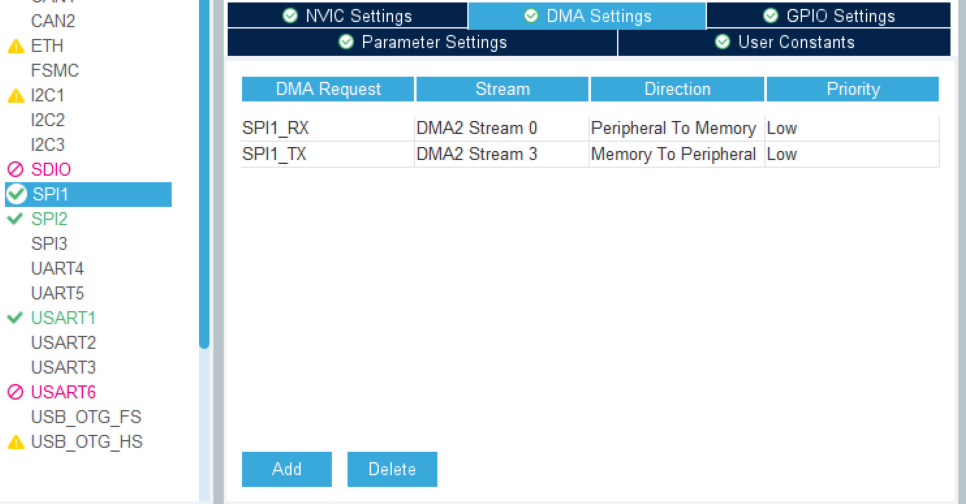 CAN2
ETH
FSMC
I2C1
I2C2
I2C3
SDIO
SPI1
SPI2
SPI3
UART4
UART5
USART1
USART2
USART3
USART6
USB_OTG_FS
USB_OTG_HS
NVIC Settings DMA Settings GPIO Settings
Parameter Settings User Constants
DMA Request Stream Direction Priority
SPI1_RX DMA2 Stream 0 Peripheral To Memory Low
SPI1_TX DMA2 Stream 3 Memory To Peripheral Low
Add Delete